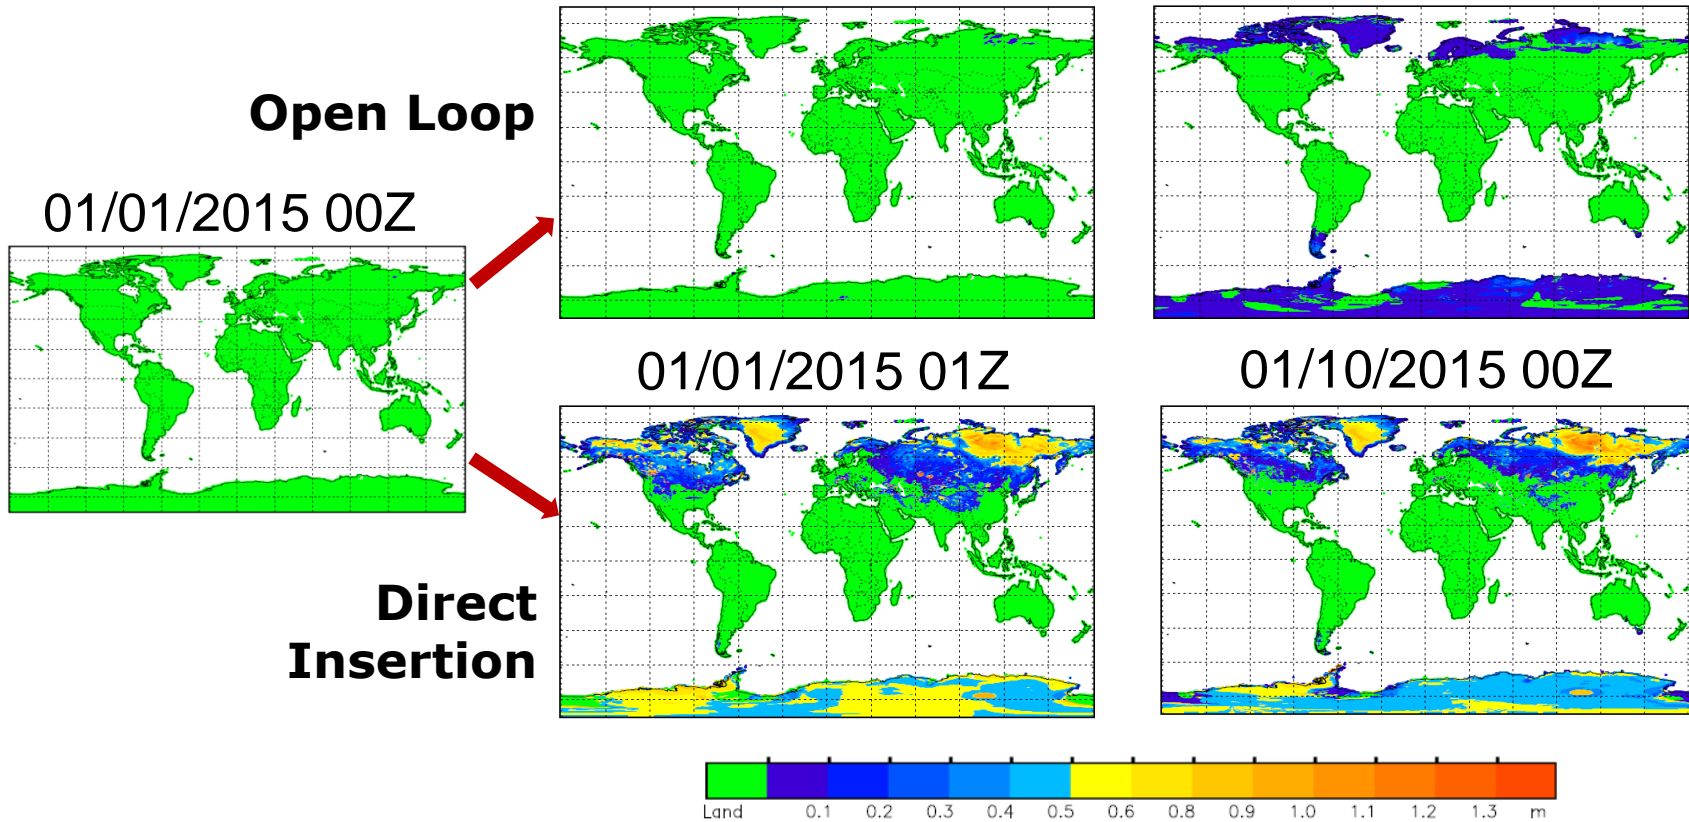 Open Loop
01/01/2015 00Z
01/01/2015 01Z
01/10/2015 00Z
Direct
Insertion
Land 0.1 0.2 0.3 0.4 0.5 0.6 0.8 0.9 1.0 1.1 1.2 1.3 m